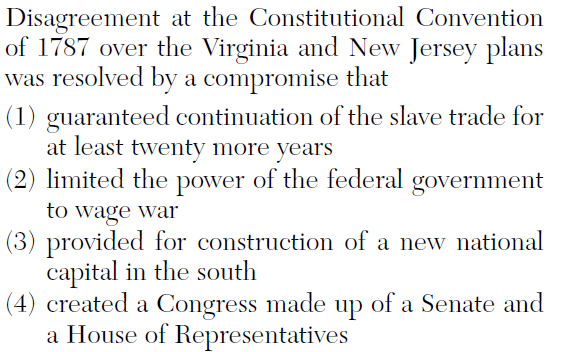 Disagreement at the Constitutional Convention
of 1787 over the Virginia and New Jersey plans
was resolved by a compromise that
(1) guaranteed continuation of the slave trade for
at least twenty more years
(2) limited the power of the federal government
to wage war
(3) provided for construction of a new national
capital in the south
(4) created a Congress made up of a Senate and
a House of Representatives